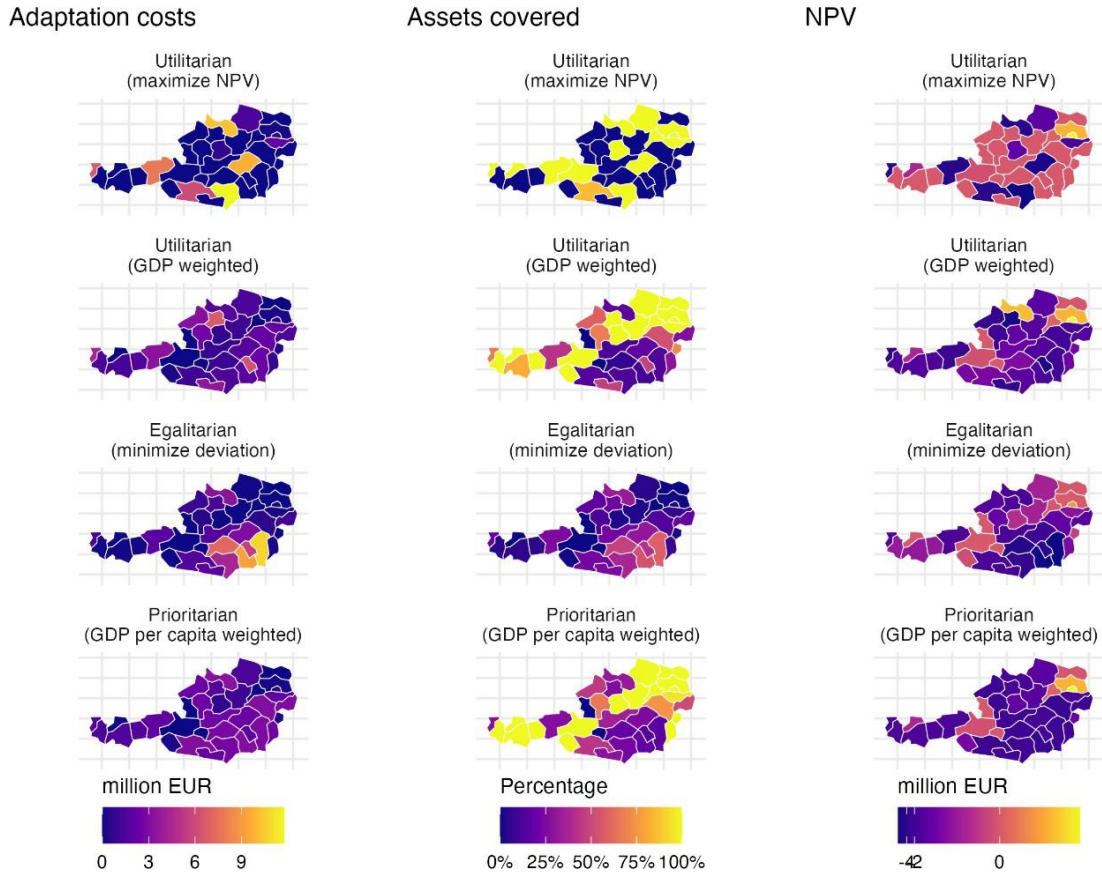 Adaptation costs
Assets covered
NPV
Utilitarian
(maximize NPV)
Utilitarian
(maximize NPV)
Utilitarian
(maximize NPV)
Utilitarian
(GDP weighted)
Utilitarian
(GDP weighted)
Utilitarian
(GDP weighted)
Egalitarian
(minimize deviation)
Egalitarian
(minimize deviation)
Egalitarian
(minimize deviation)
Prioritarian
(GDP per capita weighted)
Prioritarian
(GDP per capita weighted)
Prioritarian
(GDP per capita weighted)
million EUR
0 3 6 9
Percentage
0% 25% 50% 75% 100%
million EUR
-4-2 0